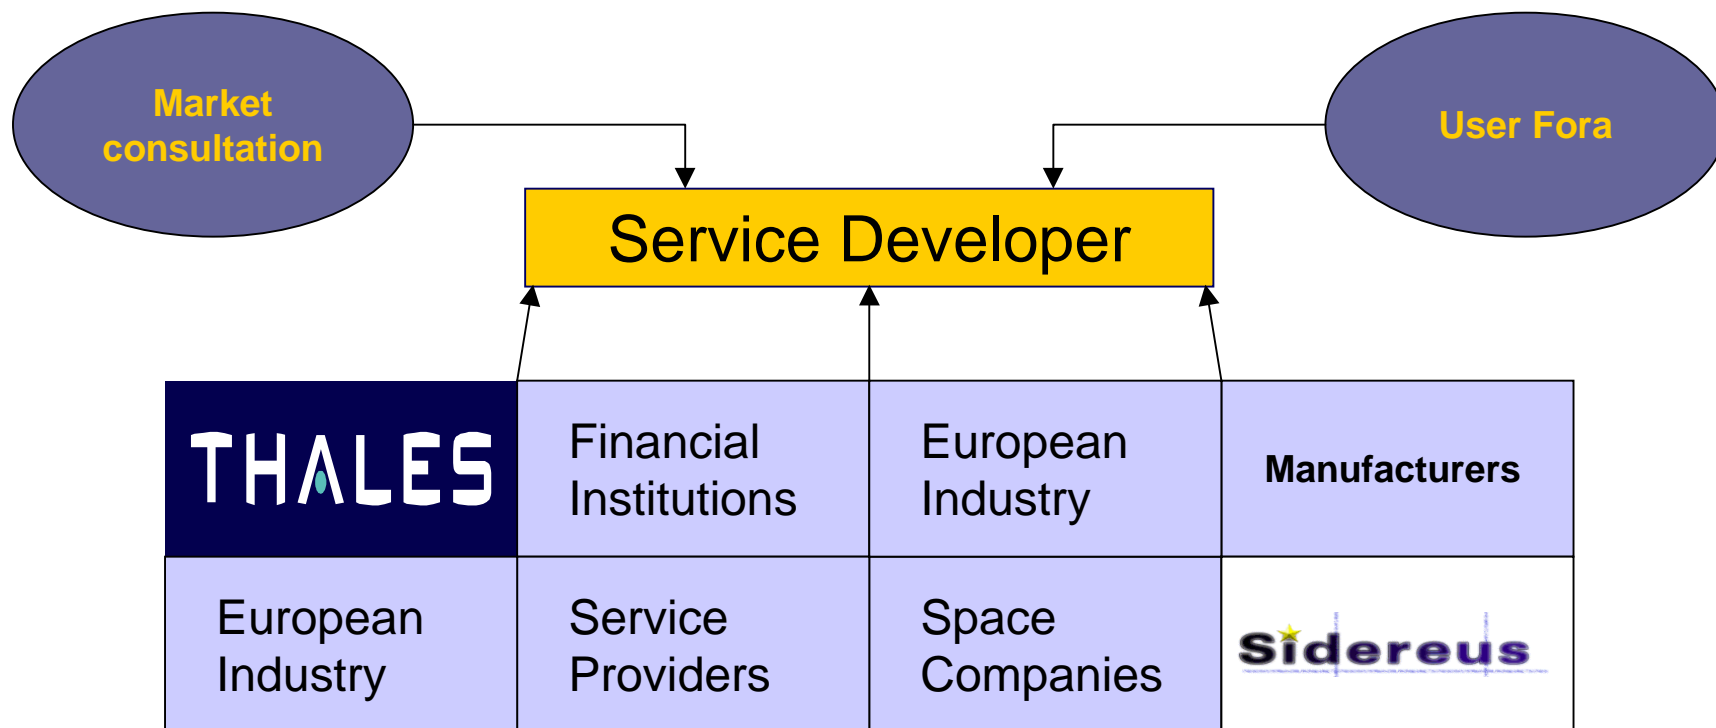 Market
consultation
User Fora
Service Developer
THALES
Financial
Institutions
European
Industry
Manufacturers
European
Industry
Service
Providers
Space
Companies
Sidereus